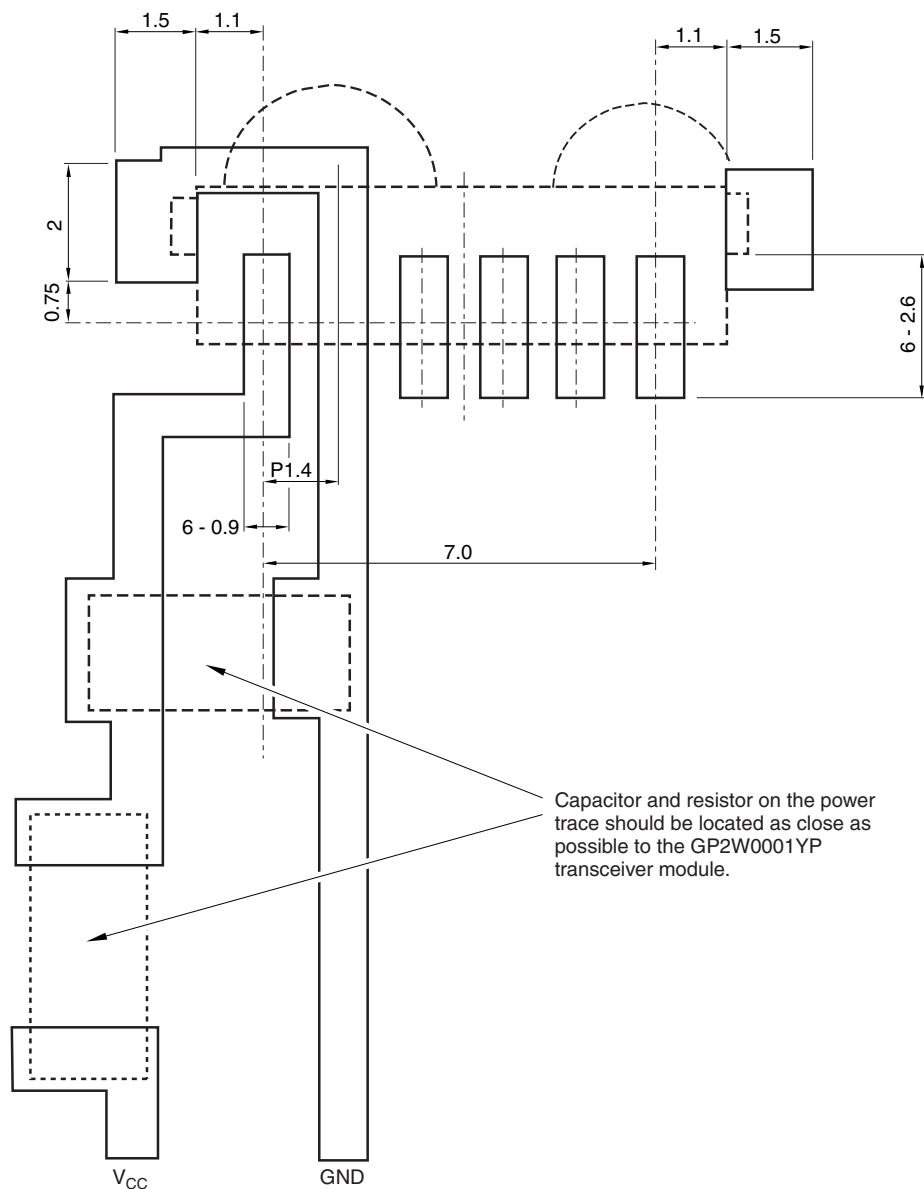 1.5
1.1
1.1
1.5
2
0.75
6 - 2.6
P1.4
6 - 0.9
7.0
Capacitor and resistor on the power
trace should be located as close as
possible to the GP2W0001YP
transceiver module.
VCC
GND